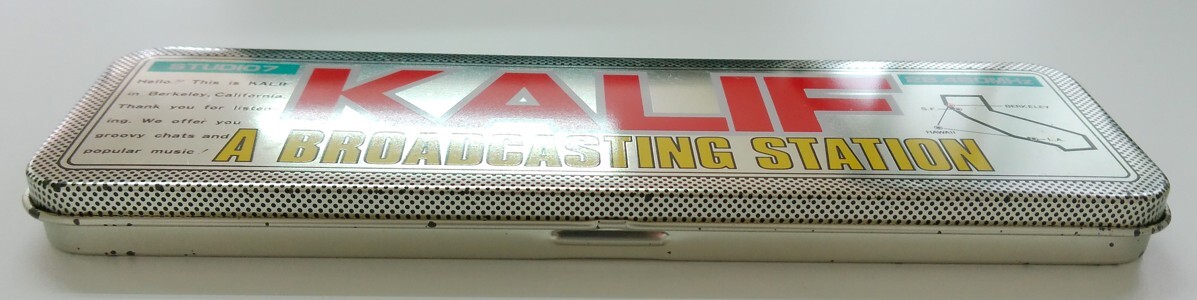 STUDIO7
Hello! This is KALIF
in Berkeley, California.
Thank you for listen-
ing. We offer you
groovy chats and
popular music!
KALIF
A BROADCASTING STATION
S.F.
BERKELEY
HAWAII
L.A.